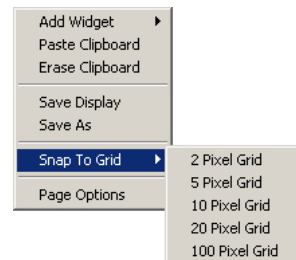 Add Widget
Paste Clipboard
Erase Clipboard
Save Display
Save As
Snap To Grid
Page Options
2 Pixel Grid
5 Pixel Grid
10 Pixel Grid
20 Pixel Grid
100 Pixel Grid